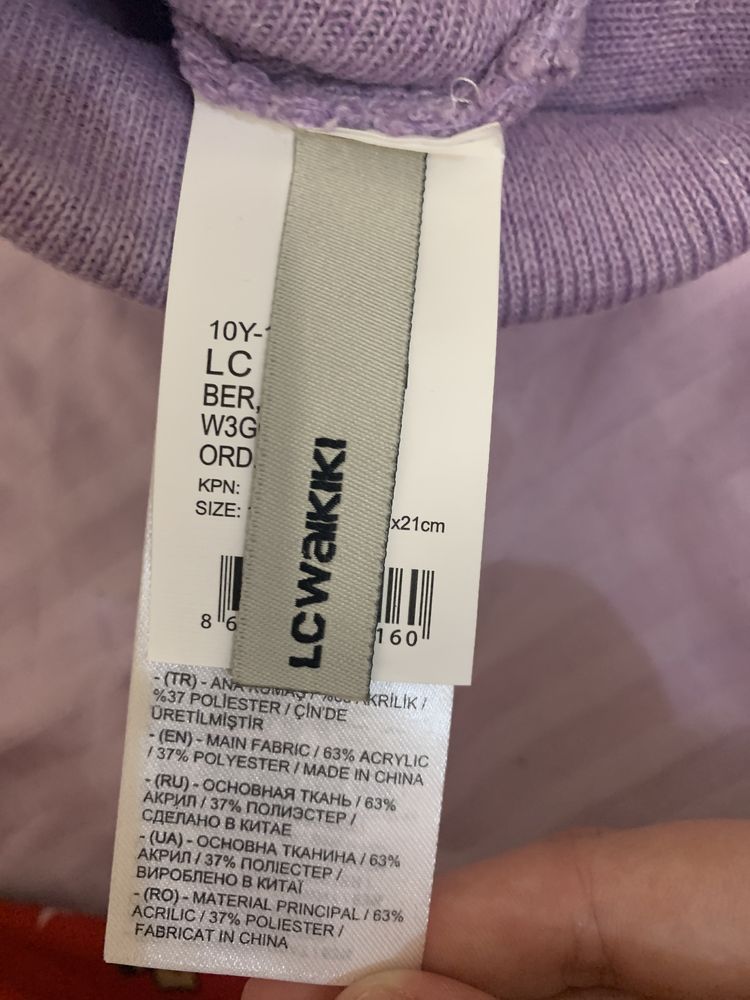 10Y-
LC
BER,
W3G
ORD
KPN:
SIZE: x21cm
LCWAIKIKI
8 6 160
- (TR) - ANA KUMAŞ / %63 AKRİLİK /
%37 POLİESTER / ÇİN'DE
ÜRETİLMİŞTİR
- (EN) - MAIN FABRIC / 63% ACRYLIC
/ 37% POLYESTER / MADE IN CHINA
- (RU) - ОСНОВНАЯ ТКАНЬ / 63%
АКРИЛ / 37% ПОЛИЭСТЕР /
СДЕЛАНО В КИТАЕ
- (UA) - ОСНОВНА ТКАНИНА / 63%
АКРИЛ / 37% ПОЛІЕСТЕР /
ВИРОБЛЕНО В КИТАЇ
- (RO) - MATERIAL PRINCIPAL / 63%
ACRILIC / 37% POLIESTER /
FABRICAT IN CHINA